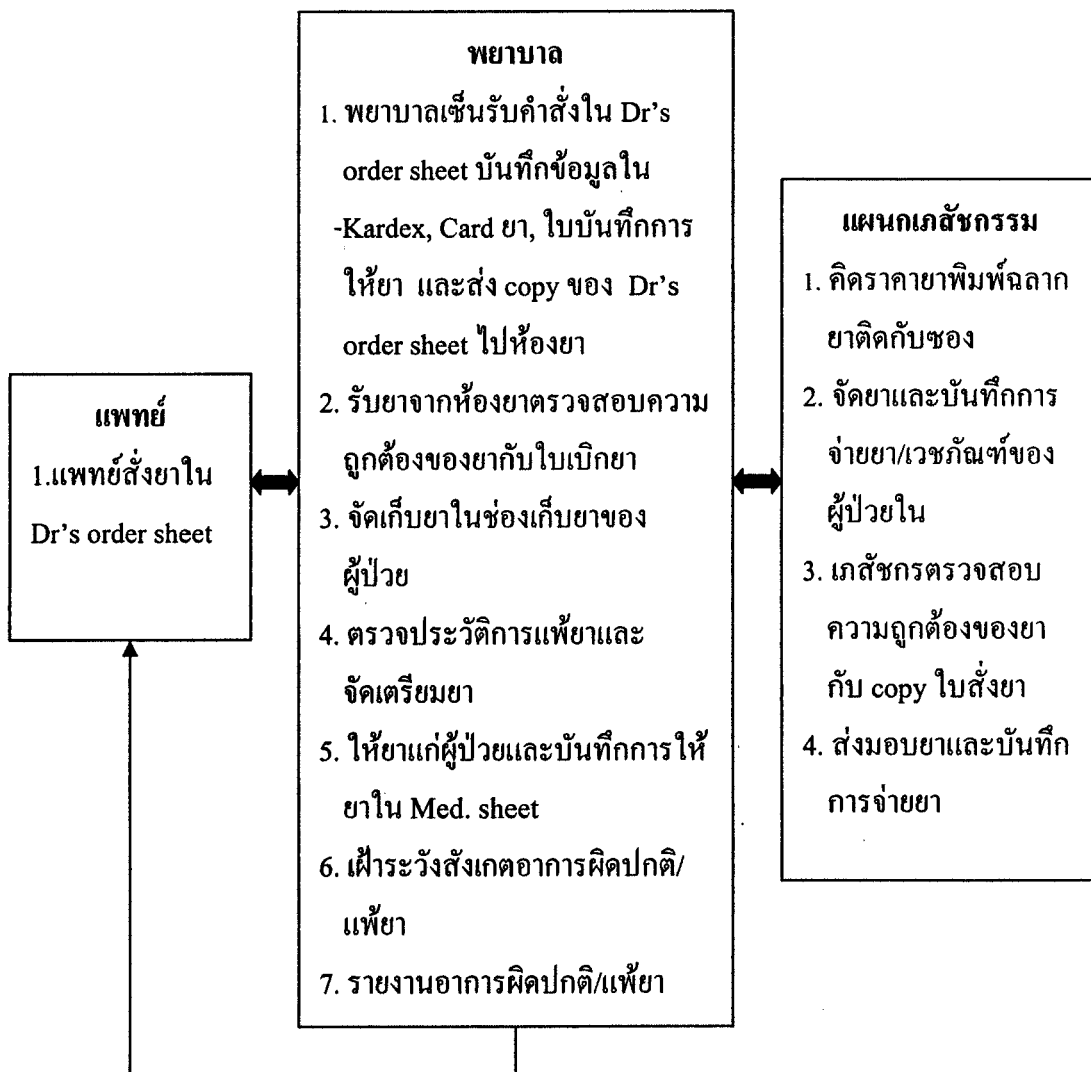 แพทย์
1.แพทย์สั่งยาใน
Dr's order sheet
พยาบาล
1. พยาบาลเซ็นรับคำสั่งใน Dr's
order sheet บันทึกข้อมูลใน
-Kardex, Card ยา, ใบบันทึกการ
ให้ยา และส่ง copy ของ Dr's
order sheet ไปห้องยา
2. รับยาจากห้องยาตรวจสอบความ
ถูกต้องของยากับใบเบิกยา
3. จัดเก็บยาในช่องเก็บยาของ
ผู้ป่วย
4. ตรวจประวัติการแพ้ยาและ
จัดเตรียมยา
5. ให้ยาแก่ผู้ป่วยและบันทึกการให้
ยาใน Med. sheet
6. เฝ้าระวังสังเกตอาการผิดปกติ/
แพ้ยา
7. รายงานอาการผิดปกติ/แพ้ยา
แผนกเภสัชกรรม
1. คิดราคายาพิมพ์ฉลาก
ยาติดกับซอง
2. จัดยาและบันทึกการ
จ่ายยา/เวชภัณฑ์ของ
ผู้ป่วยใน
3. เภสัชกรตรวจสอบ
ความถูกต้องของยา
กับ copy ใบสั่งยา
4. ส่งมอบยาและบันทึก
การจ่ายยา